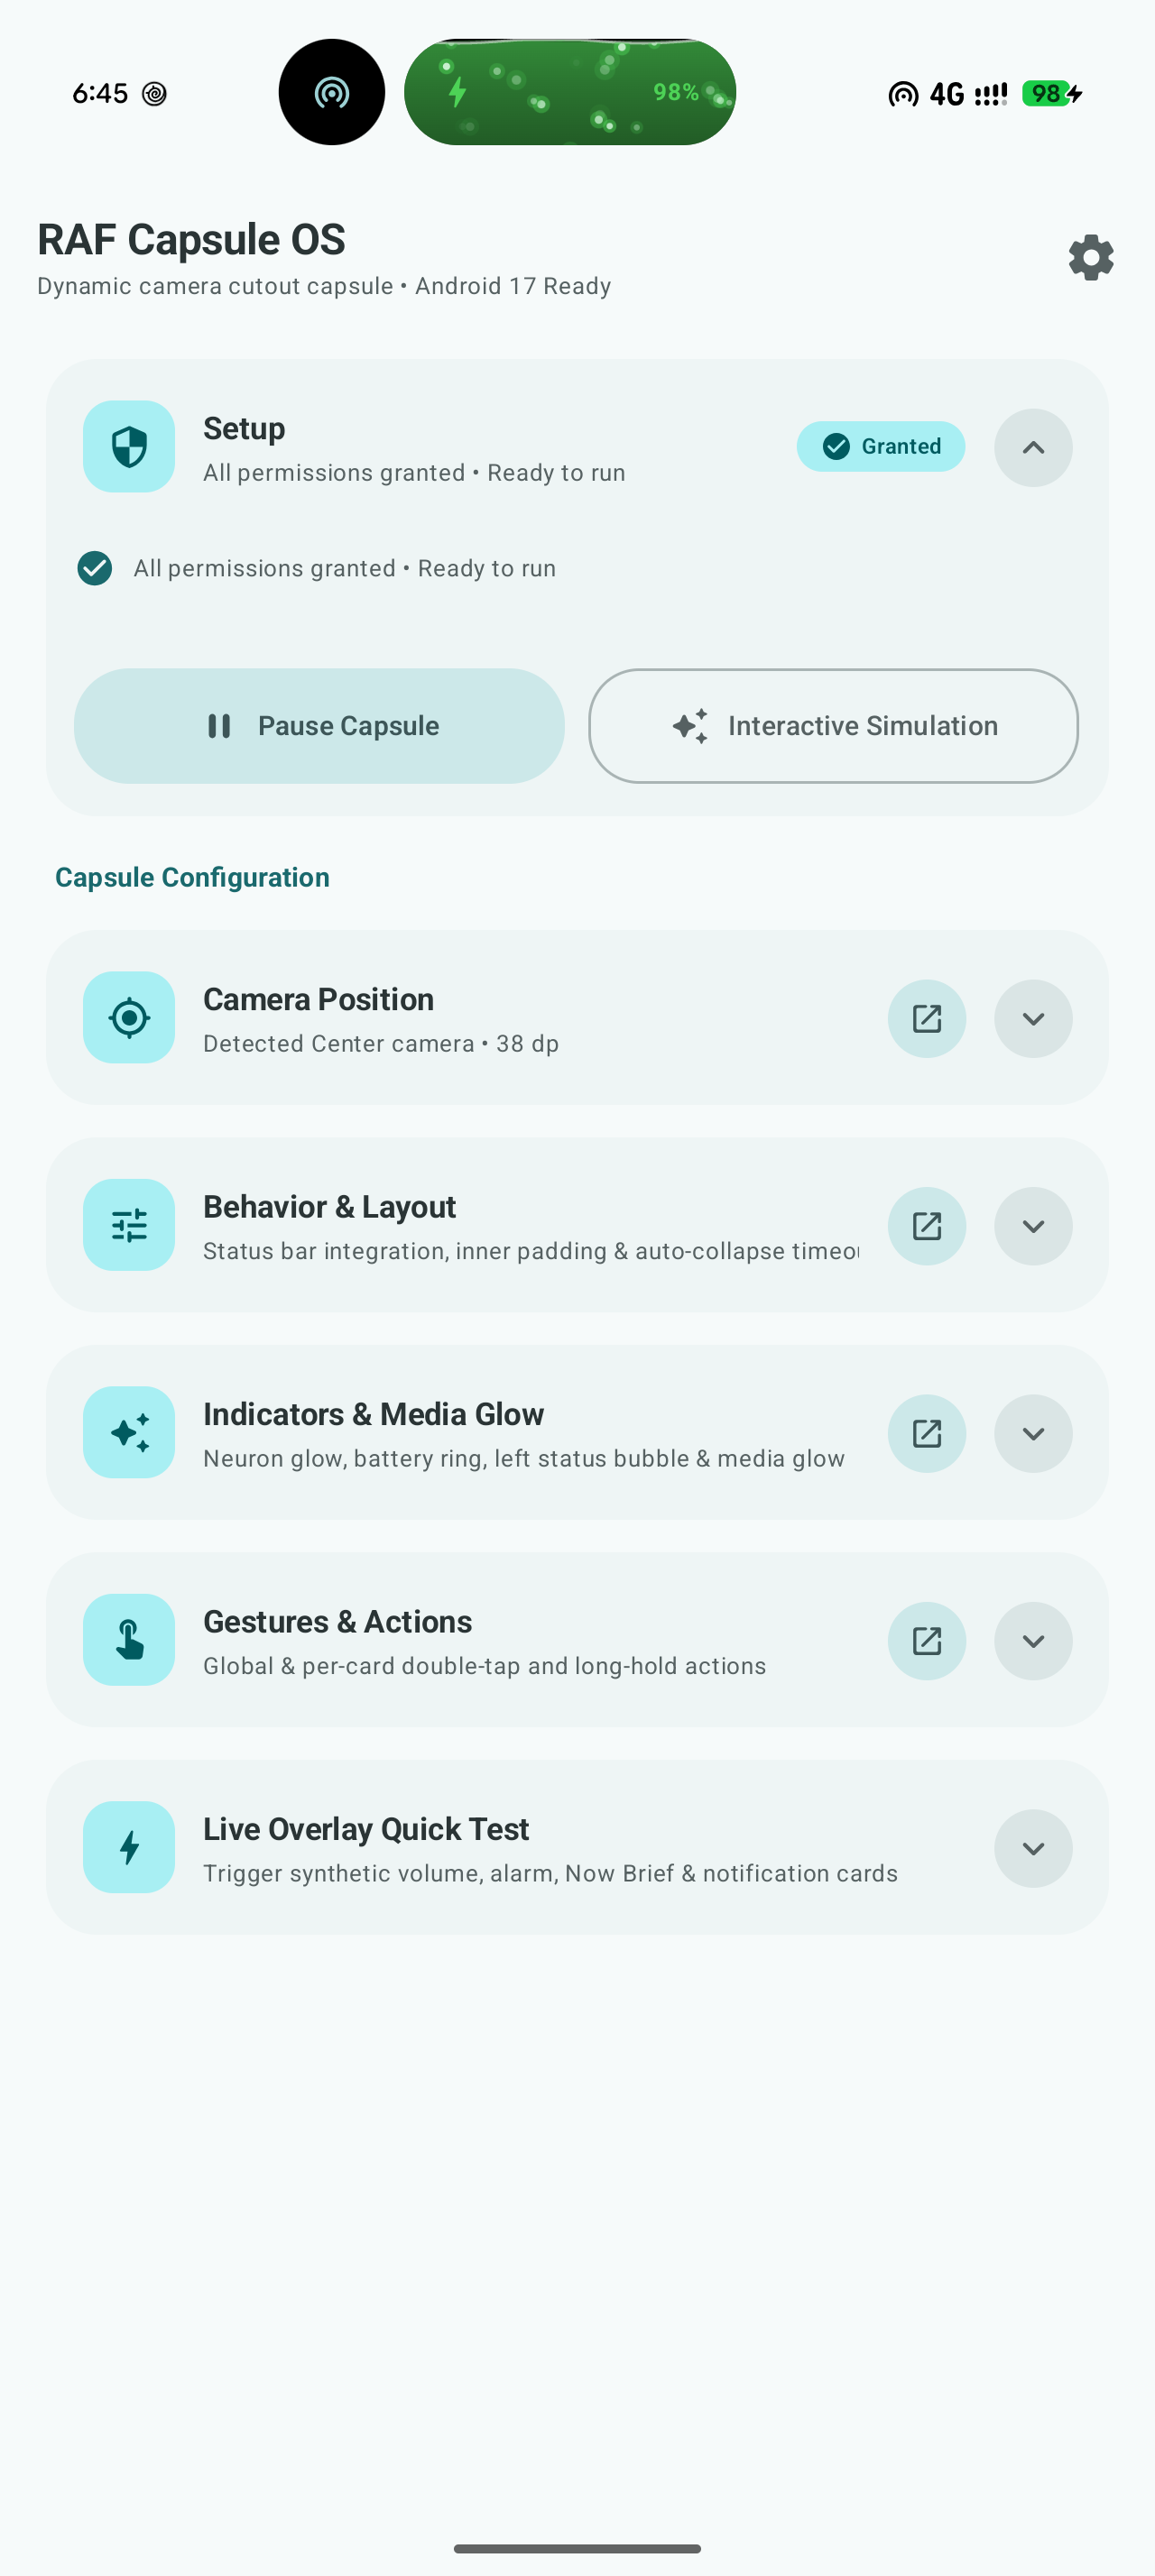 6:45
98%
4G
98
RAF Capsule OS
Dynamic camera cutout capsule • Android 17 Ready
Setup
All permissions granted • Ready to run
Granted
All permissions granted • Ready to run
Pause Capsule
Interactive Simulation
Capsule Configuration
Camera Position
Detected Center camera • 38 dp
Behavior & Layout
Status bar integration, inner padding & auto-collapse
Indicators & Media Glow
Neuron glow, battery ring, left status bubble & media glow
Gestures & Actions
Global & per-card double-tap and long-hold actions
Live Overlay Quick Test
Trigger synthetic volume, alarm, Now Brief & notification cards